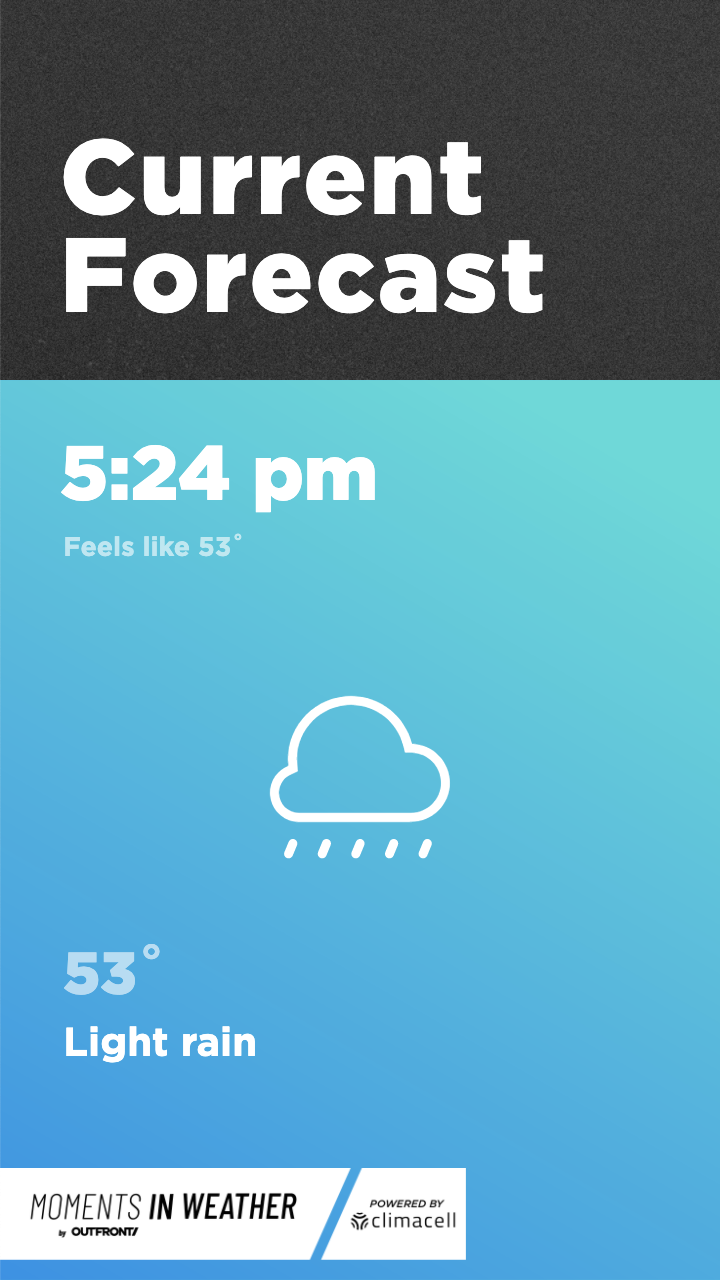 Current
Forecast
5:24 pm
Feels like 53°
53°
Light rain
MOMENTS IN WEATHER
by OUTFRONT/
POWERED BY
climacell